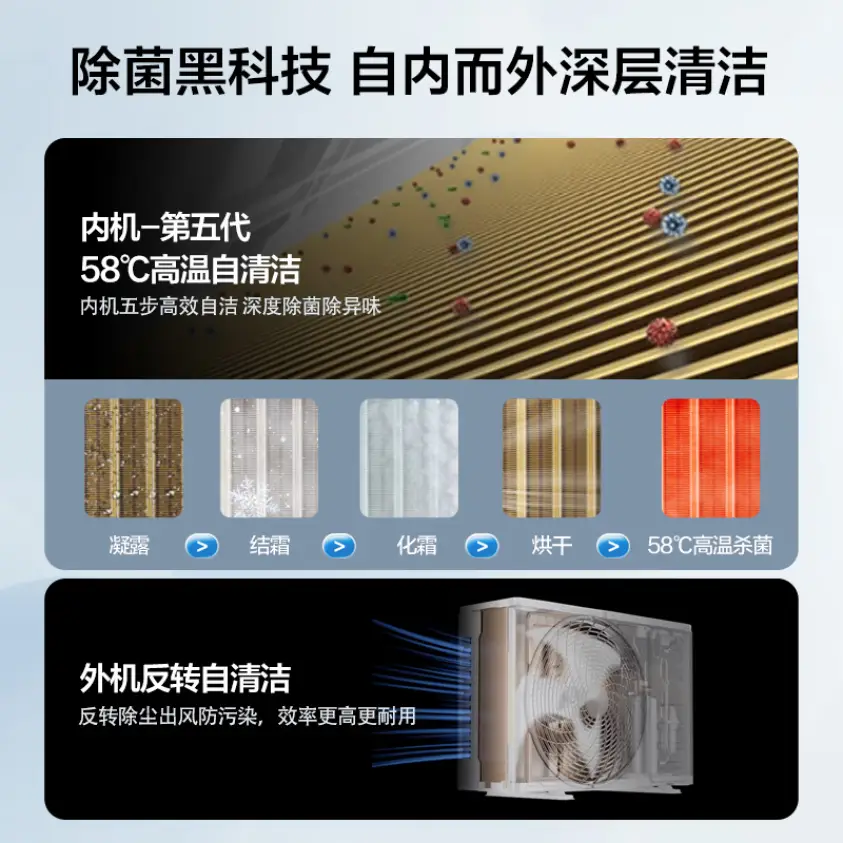 除菌黑科技 自内而外深层清洁
内机-第五代
58℃高温自清洁
内机五步高效自洁 深度除菌除异味
凝露 > 结霜 > 化霜 > 烘干 > 58℃高温杀菌
外机反转自清洁
反转除尘出风防污染，效率更高更耐用